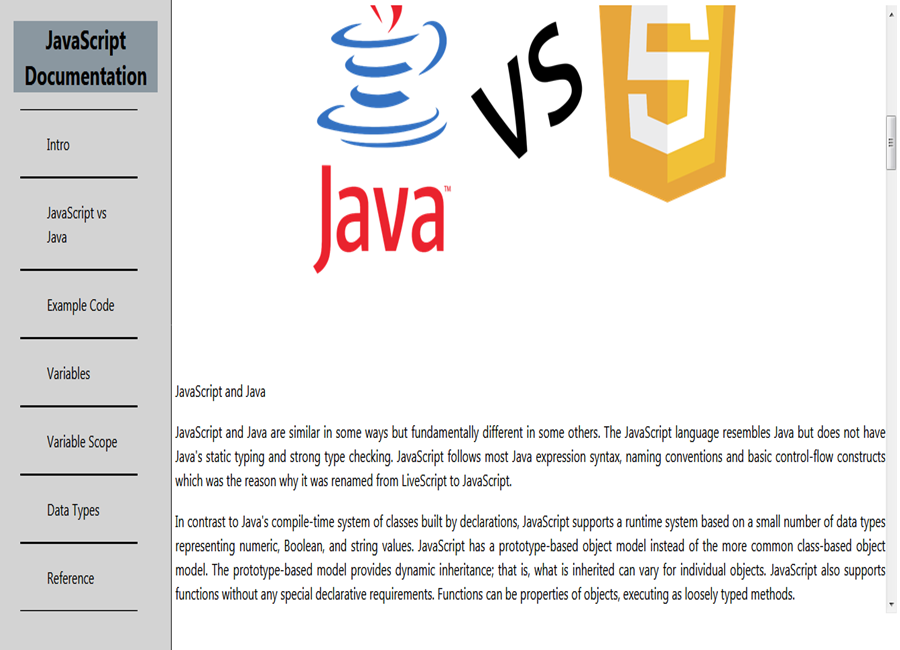 JavaScript
Documentation
Intro
JavaScript vs
Java
Example Code
Variables
Variable Scope
Data Types
Reference
Java™
VS
5
JavaScript and Java
JavaScript and Java are similar in some ways but fundamentally different in some others. The JavaScript language resembles Java but does not have
Java's static typing and strong type checking. JavaScript follows most Java expression syntax, naming conventions and basic control-flow constructs
which was the reason why it was renamed from LiveScript to JavaScript.
In contrast to Java's compile-time system of classes built by declarations, JavaScript supports a runtime system based on a small number of data types
representing numeric, Boolean, and string values. JavaScript has a prototype-based object model instead of the more common class-based object
model. The prototype-based model provides dynamic inheritance; that is, what is inherited can vary for individual objects. JavaScript also supports
functions without any special declarative requirements. Functions can be properties of objects, executing as loosely typed methods.